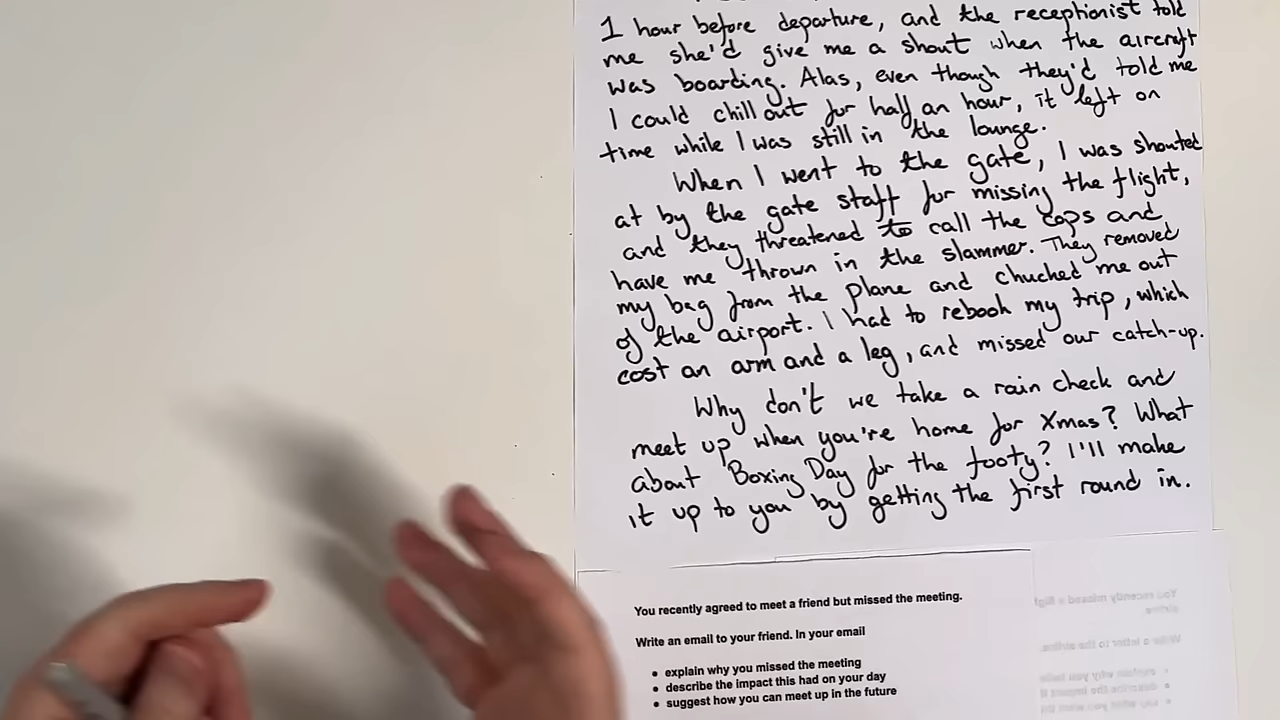 1 hour before departure, and the receptionist told
me she'd give me a shout when the aircraft
was boarding. Alas, even though they'd told me
I could chill out for half an hour, it left on
time while I was still in the lounge.
When I went to the gate, I was shouted
at by the gate staff for missing the flight,
and they threatened to call the cops and
have me thrown in the slammer. They removed
my bag from the plane and chucked me out
of the airport. I had to rebook my trip, which
cost an arm and a leg, and missed our catch-up.
Why don't we take a rain check and
meet up when you're home for Xmas? What
about Boxing Day for the footy? I'll make
it up to you by getting the first round in.
You recently agreed to meet a friend but missed the meeting.
Write an email to your friend. In your email
• explain why you missed the meeting
• describe the impact this had on your day
• suggest how you can meet up in the future